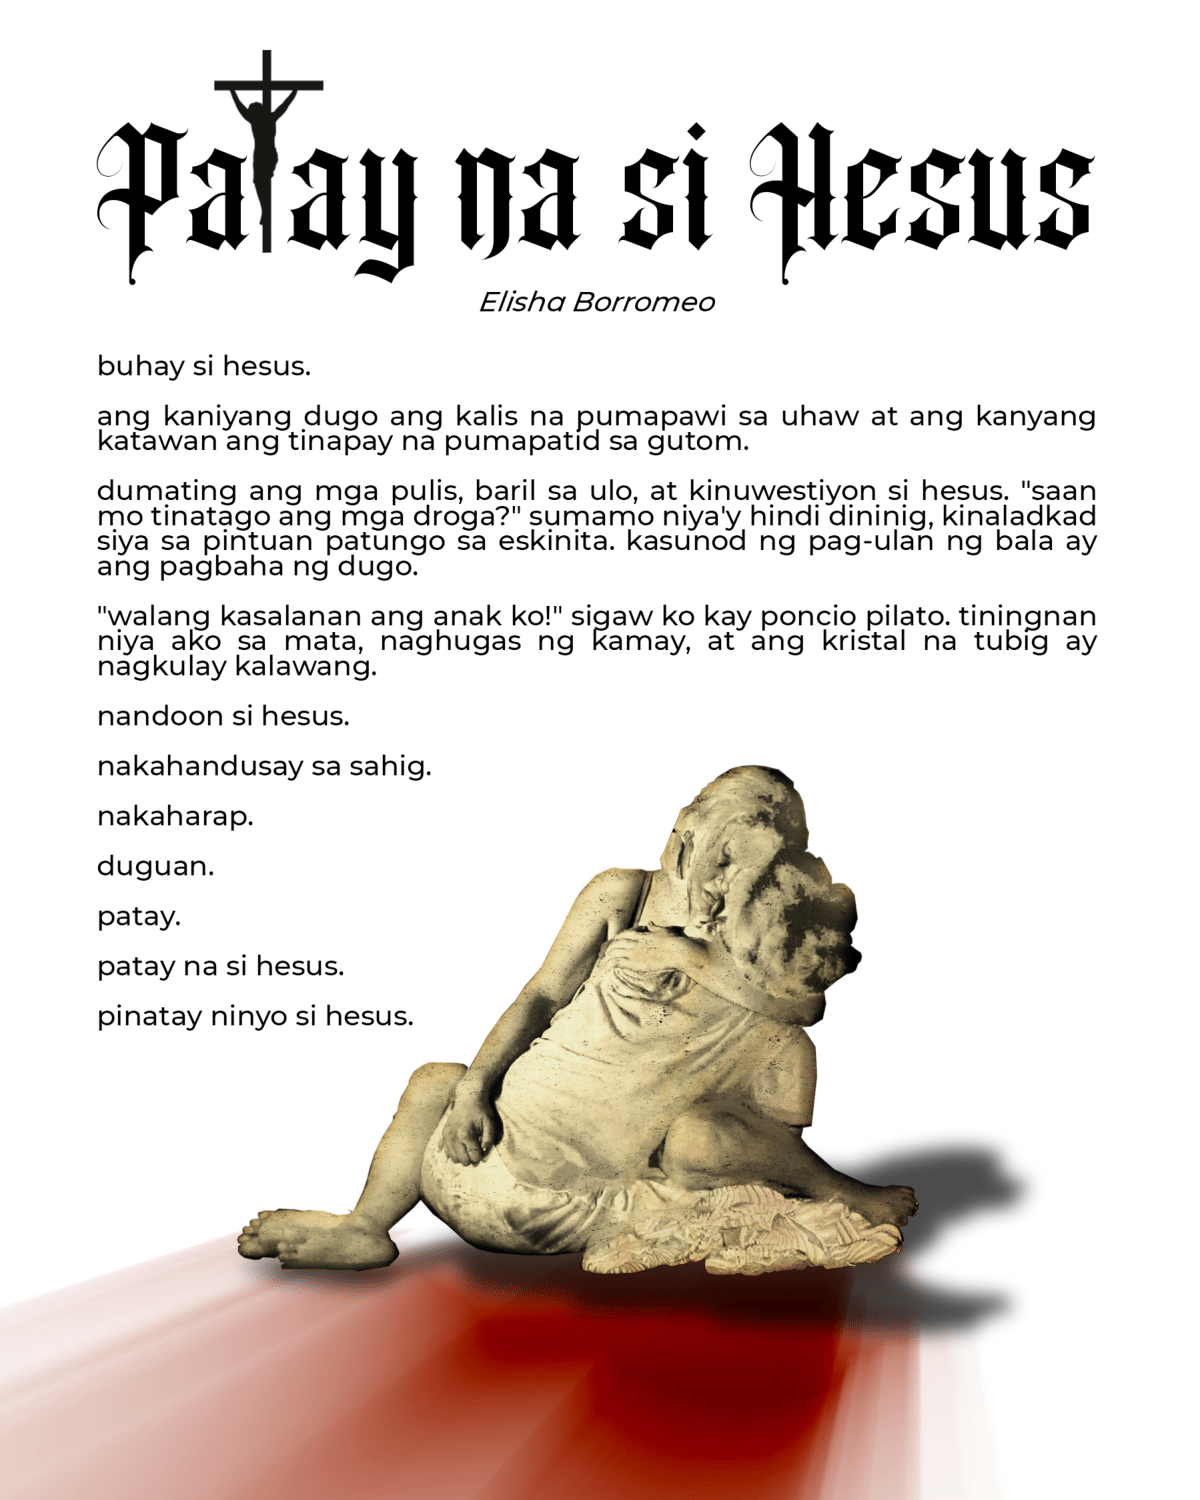 Patay na si Hesus
Elisha Borromeo
buhay si hesus.
ang kaniyang dugo ang kalis na pumapawi sa uhaw at ang kanyang
katawan ang tinapay na pumapatid sa gutom.
dumating ang mga pulis, baril sa ulo, at kinuwestiyon si hesus. "saan
mo tinatago ang mga droga?" sumamo niya'y hindi dininig, kinaladkad
siya sa pintuan patungo sa eskinita. kasunod ng pag-ulan ng bala ay
ang pagbaha ng dugo.
"walang kasalanan ang anak ko!" sigaw ko kay poncio pilato. tiningnan
niya ako sa mata, naghugas ng kamay, at ang kristal na tubig ay
nagkulay kalawang.
nandoon si hesus.
nakahandusay sa sahig.
nakaharap.
duguan.
patay.
patay na si hesus.
pinatay ninyo si hesus.